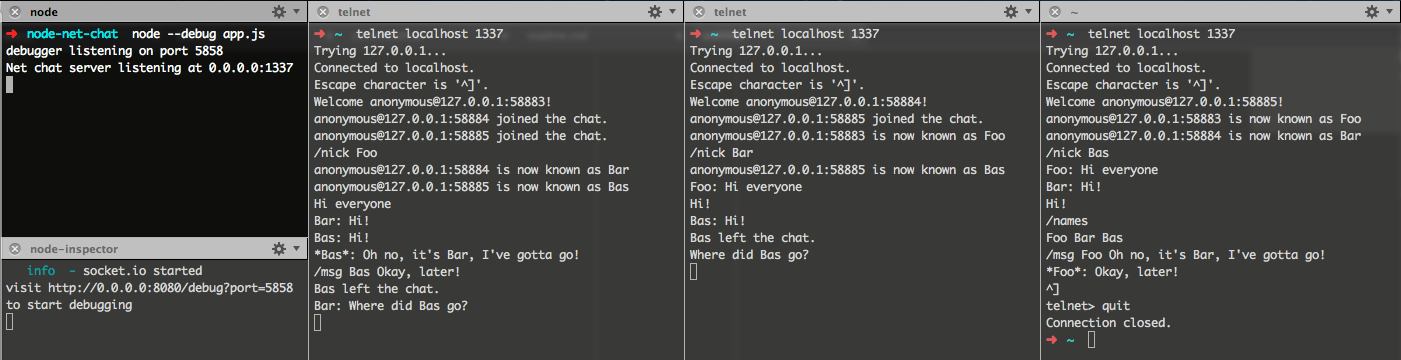 node
➜ node-net-chat node --debug app.js
debugger listening on port 5858
Net chat server listening at 0.0.0.0:1337
node-inspector
info - socket.io started
visit http://0.0.0.0:8080/debug?port=5858
to start debugging
telnet
➜ ~ telnet localhost 1337
Trying 127.0.0.1...
Connected to localhost.
Escape character is '^]'.
Welcome anonymous@127.0.0.1:58883!
anonymous@127.0.0.1:58884 joined the chat.
anonymous@127.0.0.1:58885 joined the chat.
/nick Foo
anonymous@127.0.0.1:58884 is now known as Bar
anonymous@127.0.0.1:58885 is now known as Bas
Hi everyone
Bar: Hi!
Bas: Hi!
*Bas*: Oh no, it's Bar, I've gotta go!
/msg Bas Okay, later!
Bas left the chat.
Bar: Where did Bas go?
telnet
➜ ~ telnet localhost 1337
Trying 127.0.0.1...
Connected to localhost.
Escape character is '^]'.
Welcome anonymous@127.0.0.1:58884!
anonymous@127.0.0.1:58885 joined the chat.
anonymous@127.0.0.1:58883 is now known as Foo
/nick Bar
anonymous@127.0.0.1:58885 is now known as Bas
Foo: Hi everyone
Hi!
Bas: Hi!
Bas left the chat.
Where did Bas go?
~
➜ ~ telnet localhost 1337
Trying 127.0.0.1...
Connected to localhost.
Escape character is '^]'.
Welcome anonymous@127.0.0.1:58885!
anonymous@127.0.0.1:58883 is now known as Foo
anonymous@127.0.0.1:58884 is now known as Bar
/nick Bas
Foo: Hi everyone
Bar: Hi!
Hi!
/names
Foo Bar Bas
/msg Foo Oh no, it's Bar, I've gotta go!
*Foo*: Okay, later!
^]
telnet> quit
Connection closed.
➜ ~